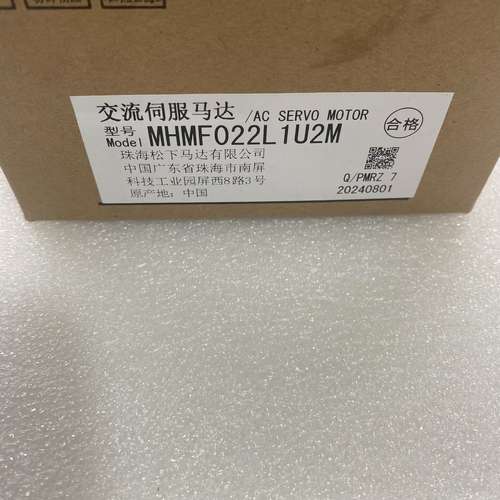 交流伺服马达 /AC SERVO MOTOR
型号 Model MHMF022L1U2M
合格
珠海松下马达有限公司
中国广东省珠海市南屏
科技工业园屏西8路3号
原产地: 中国
Q/PMRZ 7
20240801